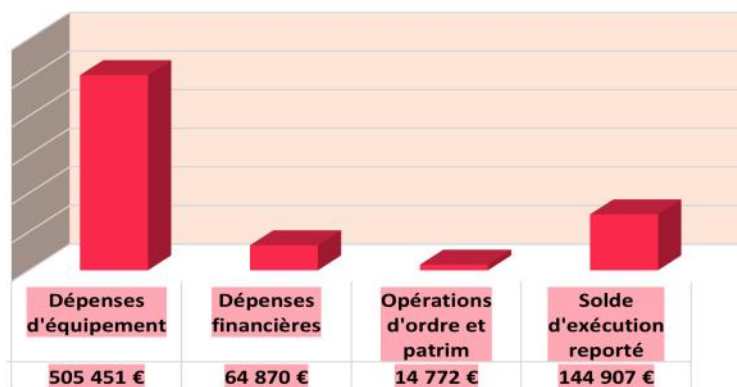 Dépenses
d'équipement
Dépenses
financières
Opérations
d'ordre et
patrim
Solde
d'exécution
reporté
505 451 €
64 870 €
14 772 €
144 907 €